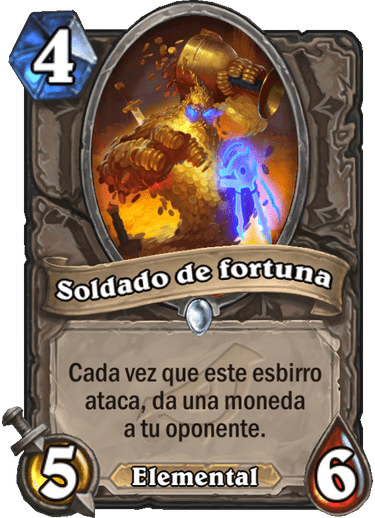 4
Soldado de fortuna
Cada vez que este esbirro
ataca, da una moneda
a tu oponente.
5
Elemental
6